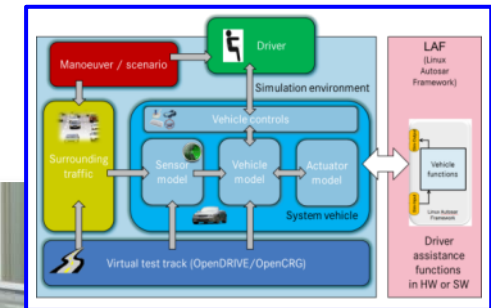 Driver
Manoeuver / scenario
Simulation environment
Vehicle controls
Surrounding
traffic
Sensor
model
Vehicle
model
Actuator
model
System vehicle
Virtual test track (OpenDRIVE/OpenCRG)
LAF
(Linux
Autosar
Framework)
Vehicle
functions
Linux Autosar
Framework
Driver
assistance
functions
in HW or SW